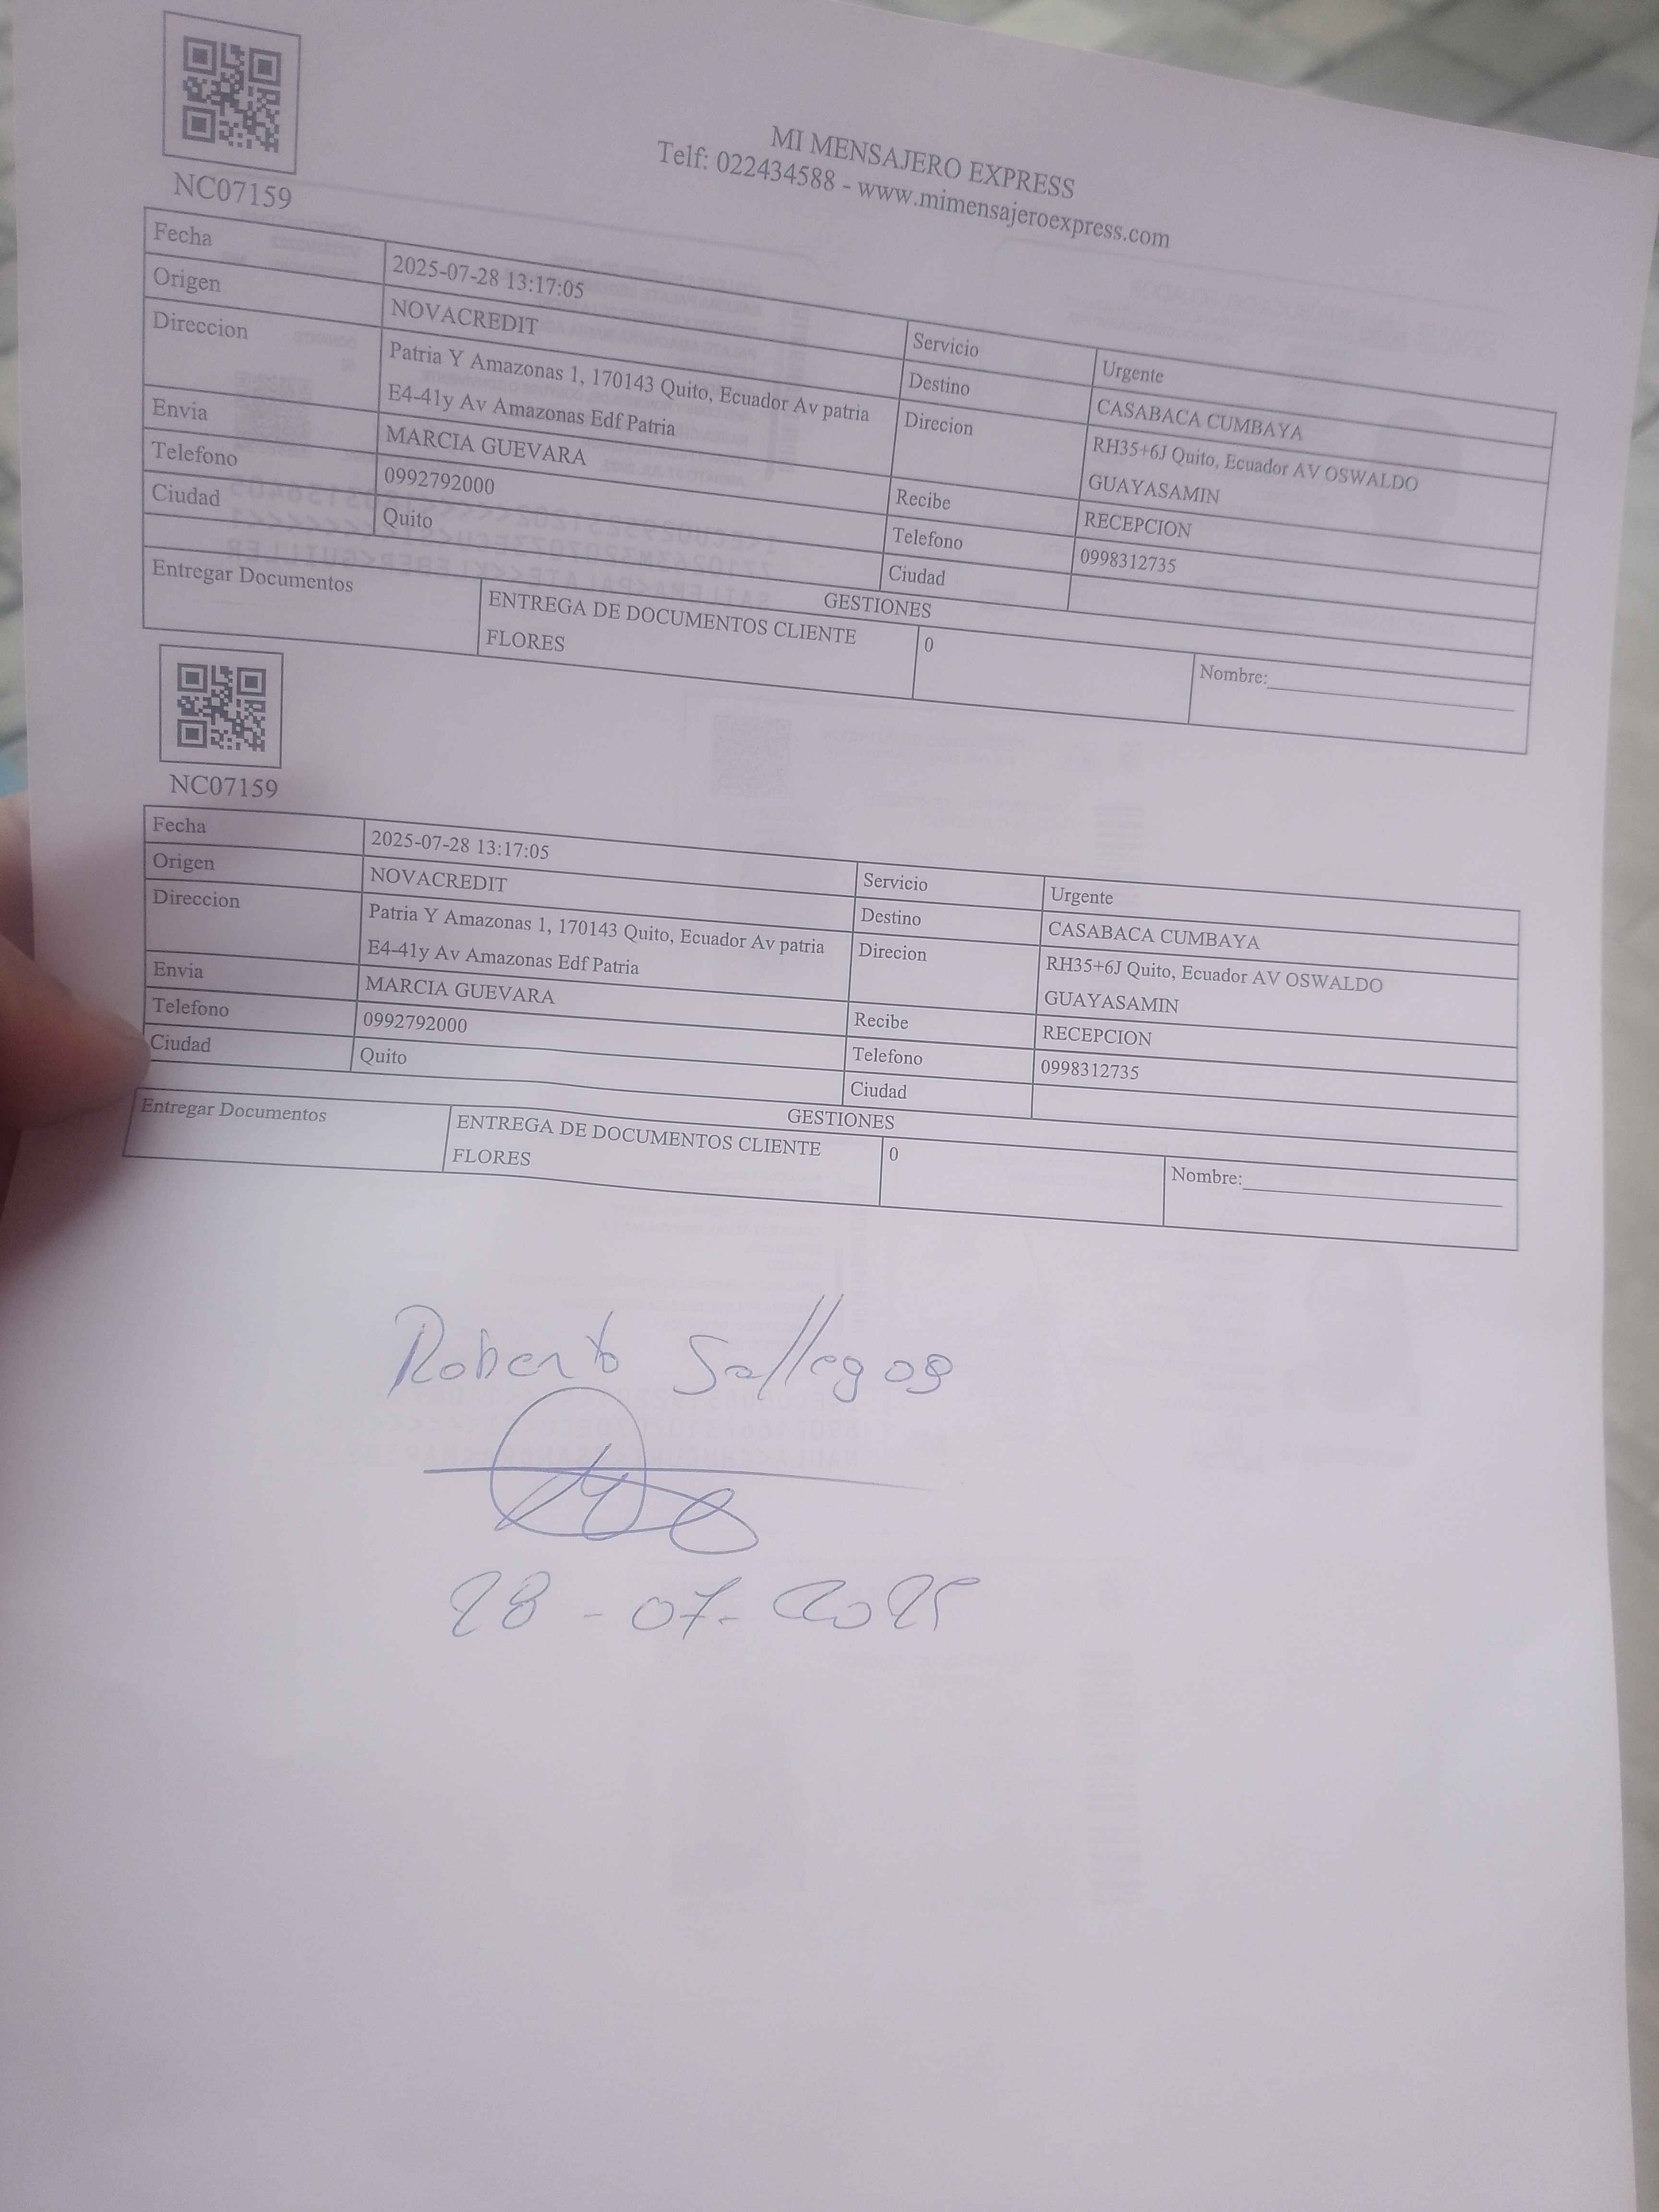 MI MENSAJERO EXPRESS
Telf: 022434588 - www.mimensajeroexpress.com
NC07159
Fecha 2025-07-28 13:17:05 Servicio Urgente
Origen NOVACREDIT Destino CASABACA CUMBAYA
Direccion Patria Y Amazonas 1, 170143 Quito, Ecuador Av patria Direcion RH35+6J Quito, Ecuador AV OSWALDO
E4-41y Av Amazonas Edf Patria GUAYASAMIN
Envia MARCIA GUEVARA Recibe RECEPCION
Telefono 0992792000 Telefono 0998312735
Ciudad Quito Ciudad
GESTIONES
Entregar Documentos ENTREGA DE DOCUMENTOS CLIENTE 0 Nombre:
FLORES
NC07159
Fecha 2025-07-28 13:17:05 Servicio Urgente
Origen NOVACREDIT Destino CASABACA CUMBAYA
Direccion Patria Y Amazonas 1, 170143 Quito, Ecuador Av patria Direcion RH35+6J Quito, Ecuador AV OSWALDO
E4-41y Av Amazonas Edf Patria GUAYASAMIN
Envia MARCIA GUEVARA Recibe RECEPCION
Telefono 0992792000 Telefono 0998312735
Ciudad Quito Ciudad
GESTIONES
Entregar Documentos ENTREGA DE DOCUMENTOS CLIENTE 0 Nombre:
FLORES
Roberto Gallegos
28-07-2025